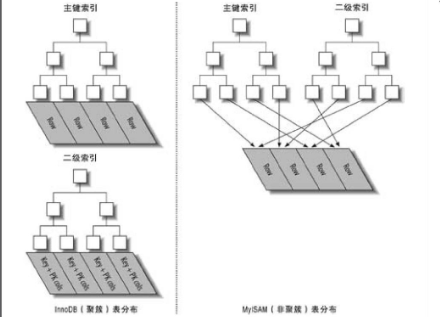 主键索引
Row Row Row Row
二级索引
Key + PK cols Key + PK cols Key + PK cols Key + PK cols
InnoDB（聚簇）表分布
主键索引
二级索引
Row Row Row Row
MyISAM（非聚簇）表分布